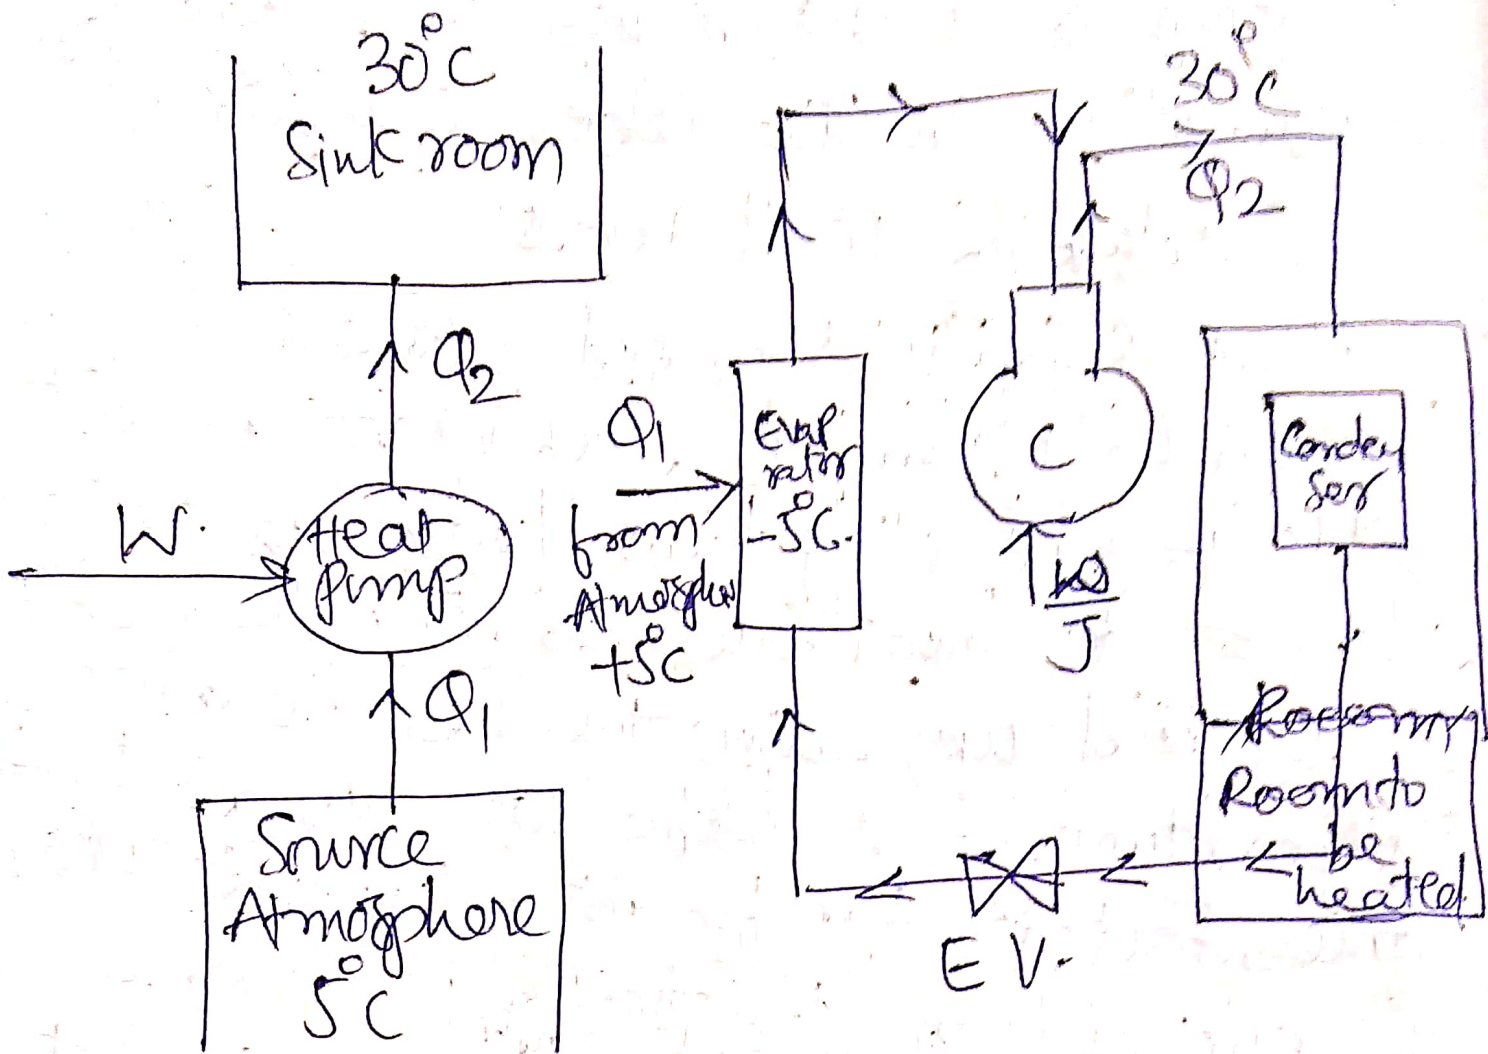 30°C
Sink room
Q2
W.
Heat
Pump
Q1
Source
Atmosphere
5°C
Q1
from
Atmosphere
+5°C
Evap
rator
-5°C.
C
J
30°C
Q2
Conden
ser
Room to
be
heated
E V.